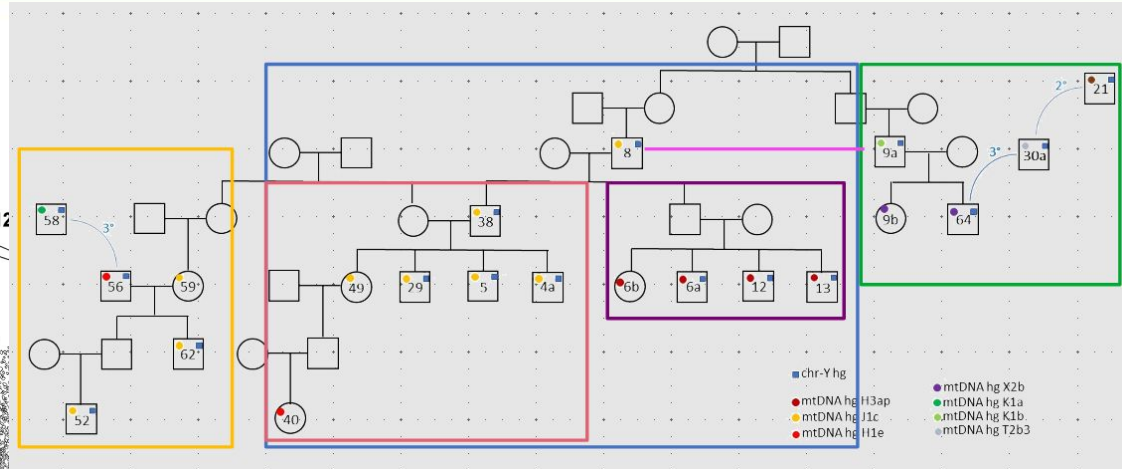 21
2°
8
9a
3°
30a
12
58
3°
38
9b
64
56
59
49
29
5
4a
6b
6a
12
13
62
52
40
chr-Y hg
mtDNA hg H3ap
mtDNA hg J1c
mtDNA hg H1e
mtDNA hg X2b
mtDNA hg K1a
mtDNA hg K1b
mtDNA hg T2b3